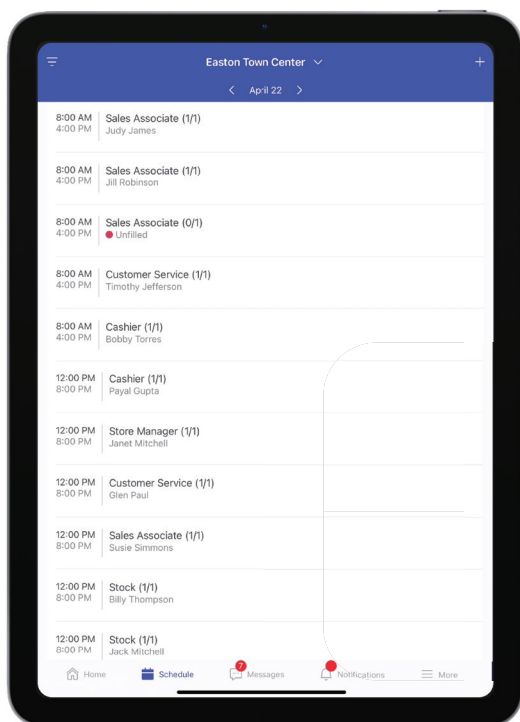 Easton Town Center
April 22
8:00 AM Sales Associate (1/1)
4:00 PM Judy James
8:00 AM Sales Associate (1/1)
4:00 PM Jill Robinson
8:00 AM Sales Associate (0/1)
4:00 PM Unfilled
8:00 AM Customer Service (1/1)
4:00 PM Timothy Jefferson
8:00 AM Cashier (1/1)
4:00 PM Bobby Torres
12:00 PM Cashier (1/1)
8:00 PM Payal Gupta
12:00 PM Store Manager (1/1)
8:00 PM Janet Mitchell
12:00 PM Customer Service (1/1)
8:00 PM Glen Paul
12:00 PM Sales Associate (1/1)
8:00 PM Susie Simmons
12:00 PM Stock (1/1)
8:00 PM Billy Thompson
12:00 PM Stock (1/1)
8:00 PM Jack Mitchell
7
Home Schedule Messages Notifications More